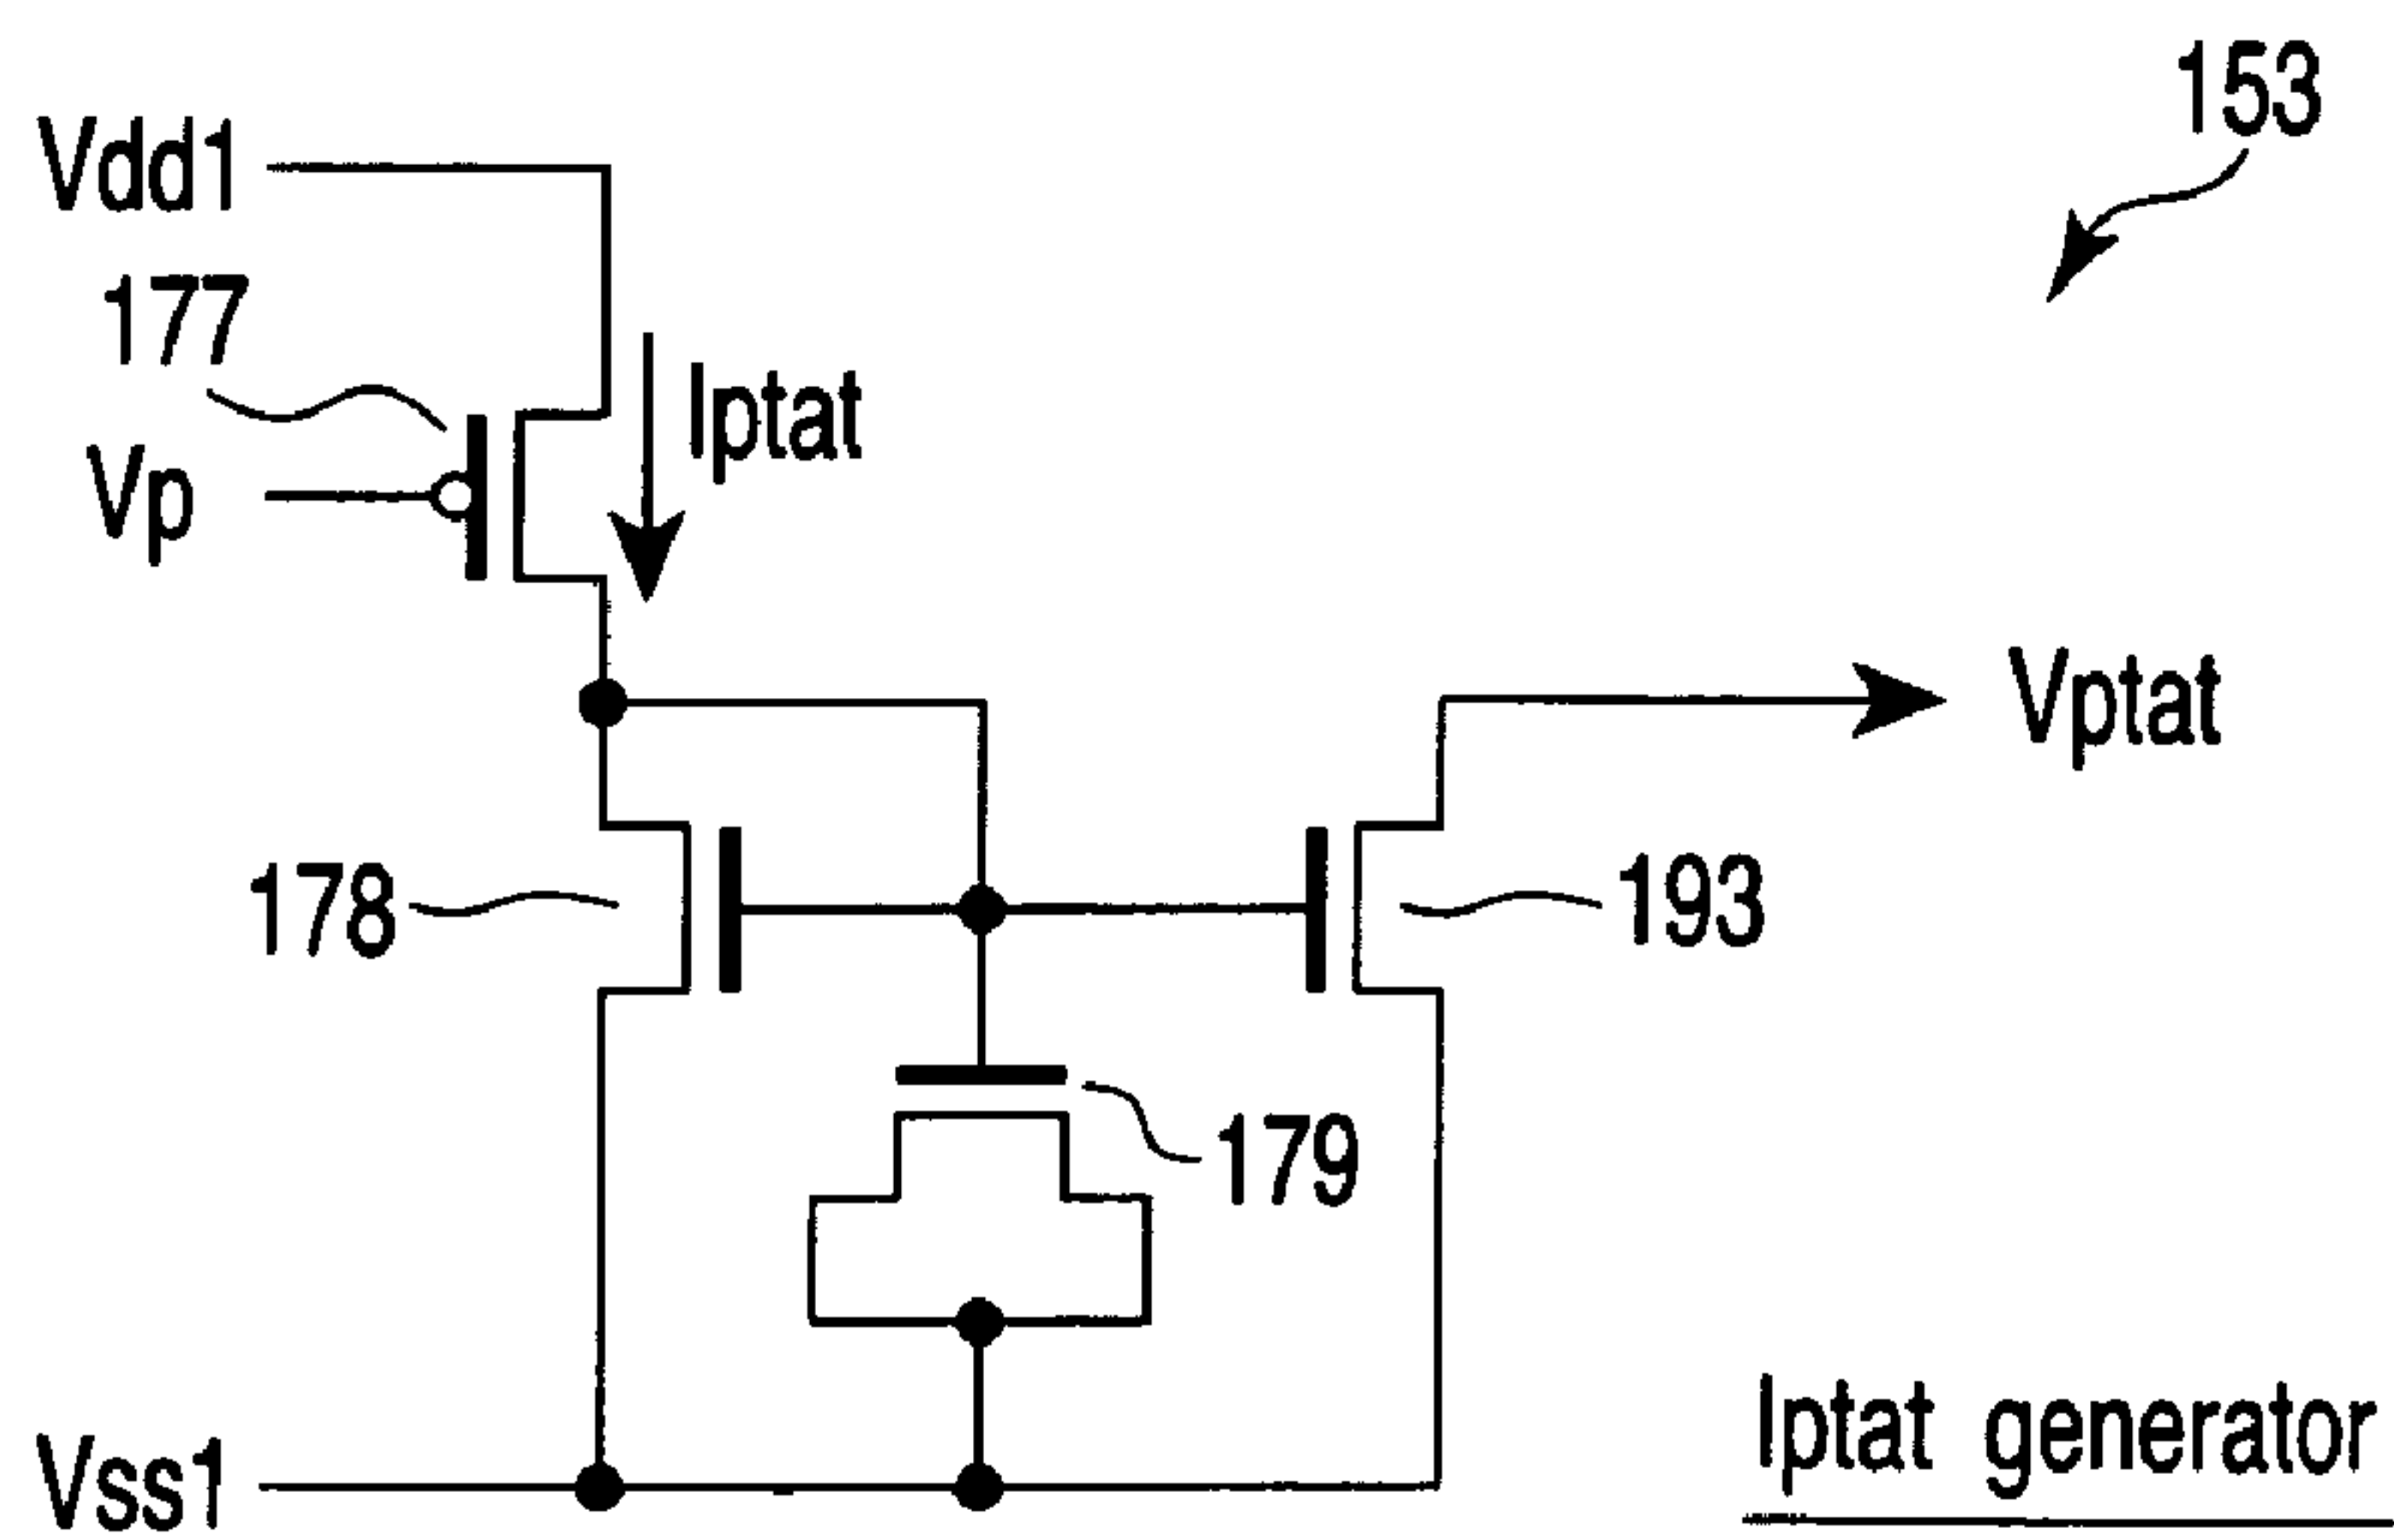 153
Vdd1
177
Iptat
Vp
Vptat
178
193
179
Iptat generator
Vss1